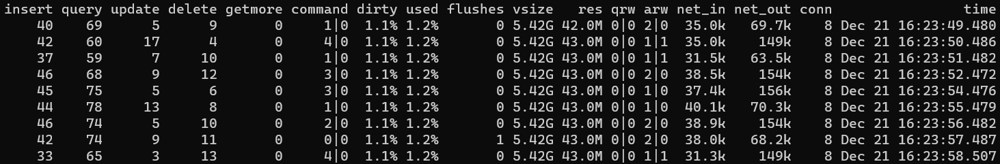 insert query update delete getmore command dirty used flushes vsize   res qrw arw net_in net_out conn                time
    40    69      5      9       0     1|0  1.1% 1.2%       0 5.42G 42.0M 0|0 2|0  35.0k   69.7k    8 Dec 21 16:23:49.480
    42    60     17      4       0     4|0  1.1% 1.2%       0 5.42G 43.0M 0|0 1|1  35.0k    149k    8 Dec 21 16:23:50.486
    37    59      7     10       0     1|0  1.1% 1.2%       0 5.42G 43.0M 0|0 1|1  31.5k   63.5k    8 Dec 21 16:23:51.482
    46    68      9     12       0     3|0  1.1% 1.2%       0 5.42G 43.0M 0|0 2|0  38.5k    154k    8 Dec 21 16:23:52.472
    45    75      5      6       0     3|0  1.1% 1.2%       0 5.42G 43.0M 0|0 1|0  37.4k    156k    8 Dec 21 16:23:54.476
    44    78     13      8       0     1|0  1.1% 1.2%       0 5.42G 43.0M 0|0 1|0  40.1k   70.3k    8 Dec 21 16:23:55.479
    46    74      5     10       0     2|0  1.1% 1.2%       0 5.42G 43.0M 0|0 2|0  38.9k    154k    8 Dec 21 16:23:56.482
    42    74      9     11       0     0|0  1.1% 1.2%       1 5.42G 43.0M 0|0 2|0  38.0k   68.2k    8 Dec 21 16:23:57.487
    33    65      3     13       0     4|0  1.1% 1.2%       0 5.42G 43.0M 0|0 1|1  31.3k    149k    8 Dec 21 16:23:58.507